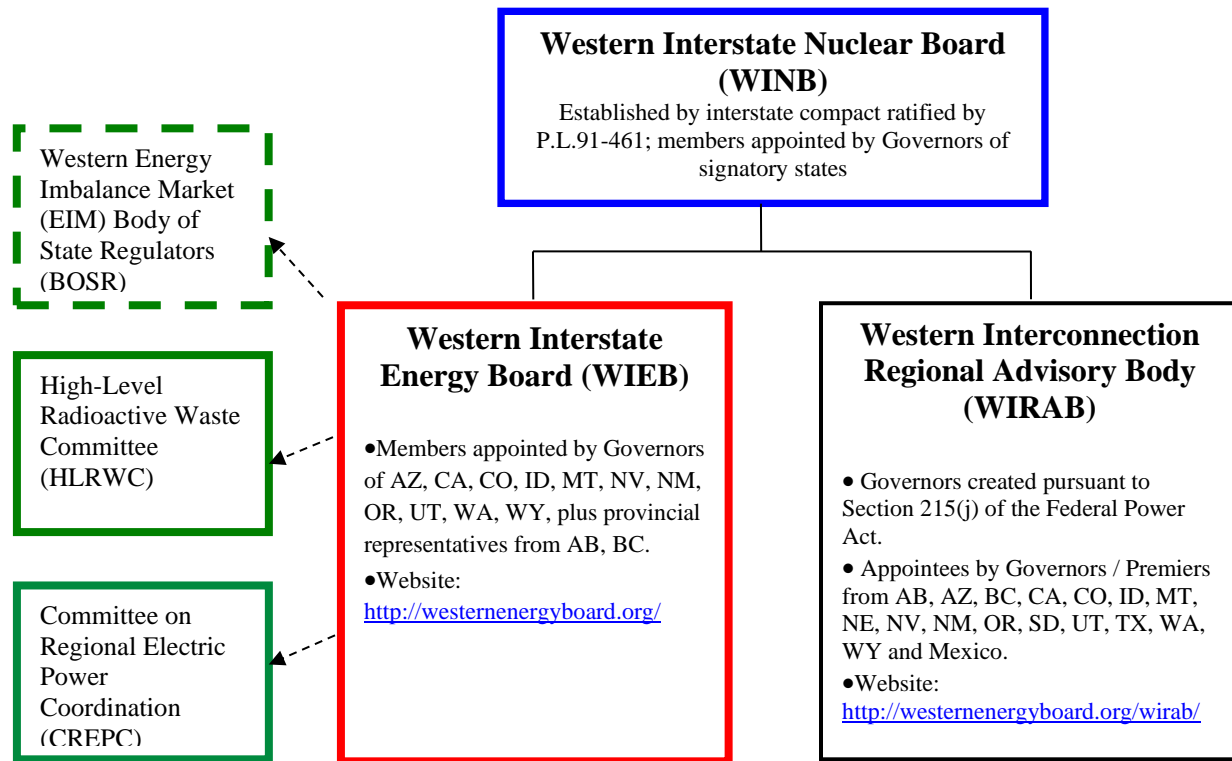 Western Interstate Nuclear Board
(WINB)
Established by interstate compact ratified by
P.L.91-461; members appointed by Governors of
signatory states
Western Energy
Imbalance Market
(EIM) Body of
State Regulators
(BOSR)
High-Level
Radioactive Waste
Committee
(HLRWC)
Committee on
Regional Electric
Power
Coordination
(CREPC)
Western Interstate
Energy Board (WIEB)
•Members appointed by Governors
of AZ, CA, CO, ID, MT, NV, NM,
OR, UT, WA, WY, plus provincial
representatives from AB, BC.
•Website:
http://westernenergyboard.org/
Western Interconnection
Regional Advisory Body
(WIRAB)
• Governors created pursuant to
Section 215(j) of the Federal Power
Act.
• Appointees by Governors / Premiers
from AB, AZ, BC, CA, CO, ID, MT,
NE, NV, NM, OR, SD, UT, TX, WA,
WY and Mexico.
•Website:
http://westernenergyboard.org/wirab/